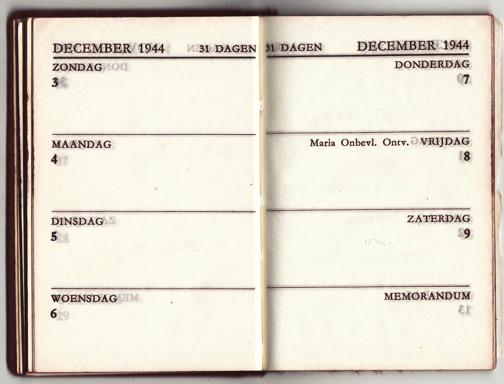 DECEMBER 1944 31 DAGEN
ZONDAG
3
MAANDAG
4
DINSDAG
5
WOENSDAG
6
31 DAGEN DECEMBER 1944
DONDERDAG
7
Maria Onbevl. Ontv. VRIJDAG
8
ZATERDAG
9
MEMORANDUM